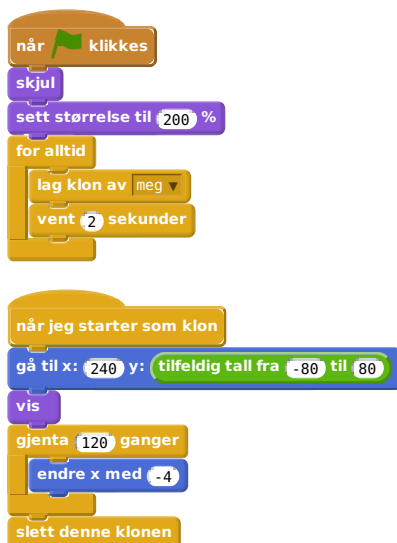 når klikkes
skjul
sett størrelse til 200 %
for alltid
lag klon av meg
vent 2 sekunder
når jeg starter som klon
gå til x: 240 y: tilfeldig tall fra -80 til 80
vis
gjenta 120 ganger
endre x med -4
slett denne klonen